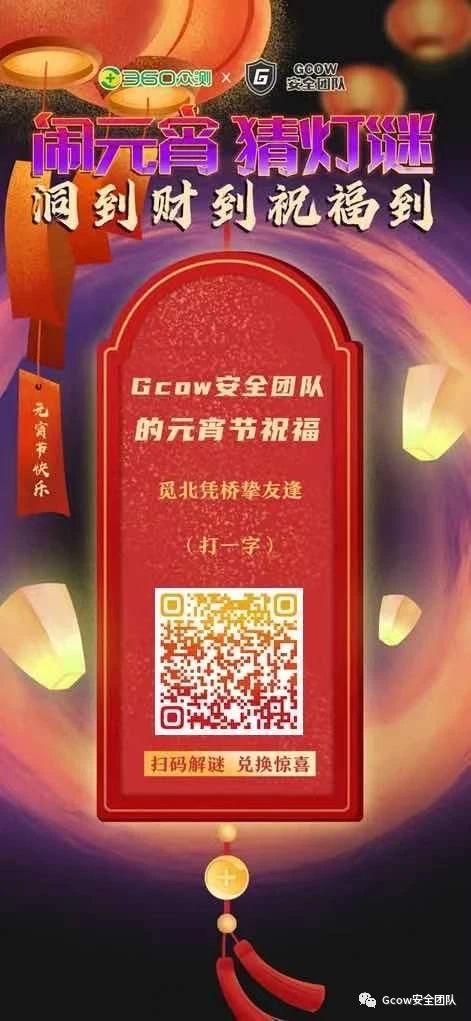 360众测 x GCOW
安全团队
闹元宵 猜灯谜
洞到财到祝福到
元宵节快乐
Gcow安全团队
的元宵节祝福
觅北凭桥挚友逢
（打一字）
扫码解谜 兑换惊喜
Gcow安全团队